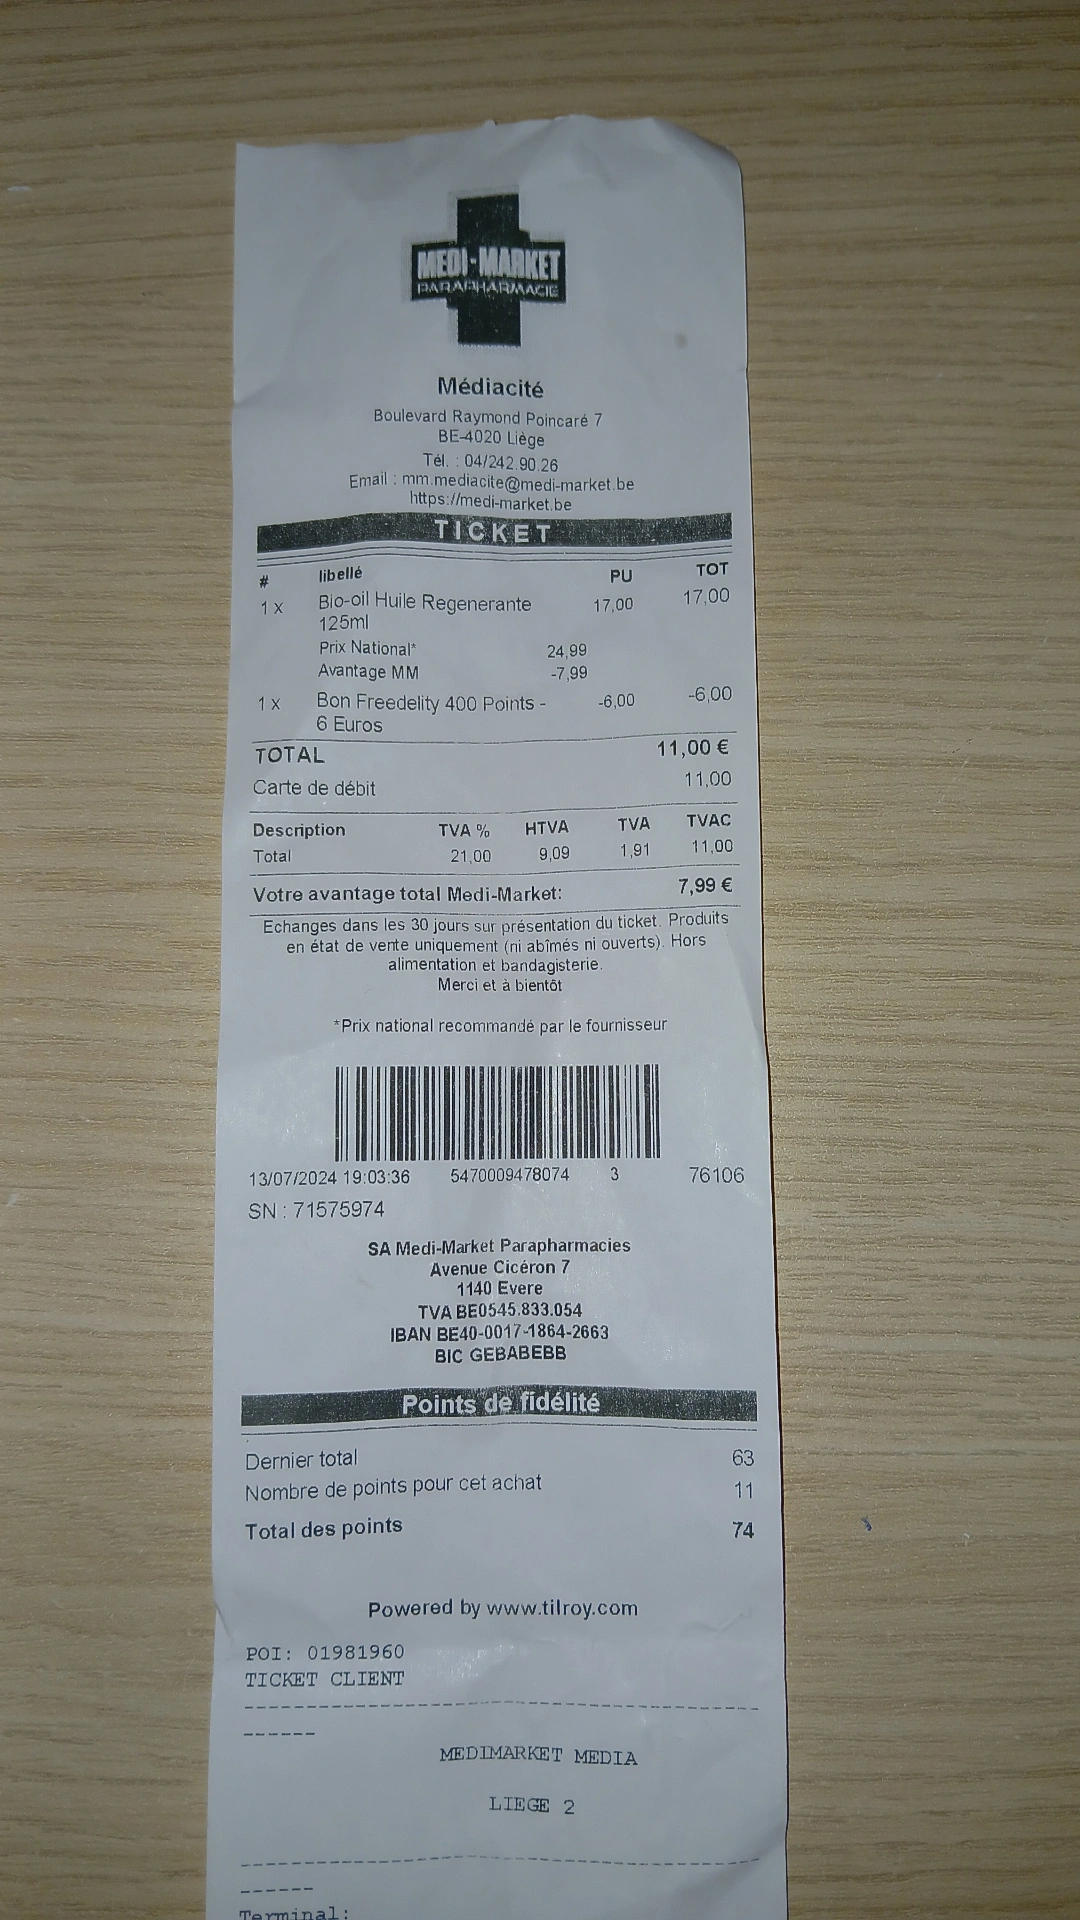 MEDI-MARKET
PARAPHARMACIE
Médiacité
Boulevard Raymond Poincaré 7
BE-4020 Liège
Tél. : 04/242.90.26
Email : mm.mediacite@medi-market.be
https://medi-market.be
TICKET
# libellé PU TOT
1 x Bio-oil Huile Regenerante 17,00 17,00
125ml
Prix National* 24,99
Avantage MM -7,99
1 x Bon Freedelity 400 Points - -6,00 -6,00
6 Euros
TOTAL 11,00 €
Carte de débit 11,00
Description TVA % HTVA TVA TVAC
Total 21,00 9,09 1,91 11,00
Votre avantage total Medi-Market: 7,99 €
Echanges dans les 30 jours sur présentation du ticket. Produits
en état de vente uniquement (ni abîmés ni ouverts). Hors
alimentation et bandagisterie.
Merci et à bientôt
*Prix national recommandé par le fournisseur
13/07/2024 19:03:36 5470009478074 3 76106
SN : 71575974
SA Medi-Market Parapharmacies
Avenue Cicéron 7
1140 Evere
TVA BE0545.833.054
IBAN BE40-0017-1864-2663
BIC GEBABEBB
Points de fidélité
Dernier total 63
Nombre de points pour cet achat 11
Total des points 74
Powered by www.tilroy.com
POI: 01981960
TICKET CLIENT
MEDIMARKET MEDIA
LIEGE 2
Terminal: